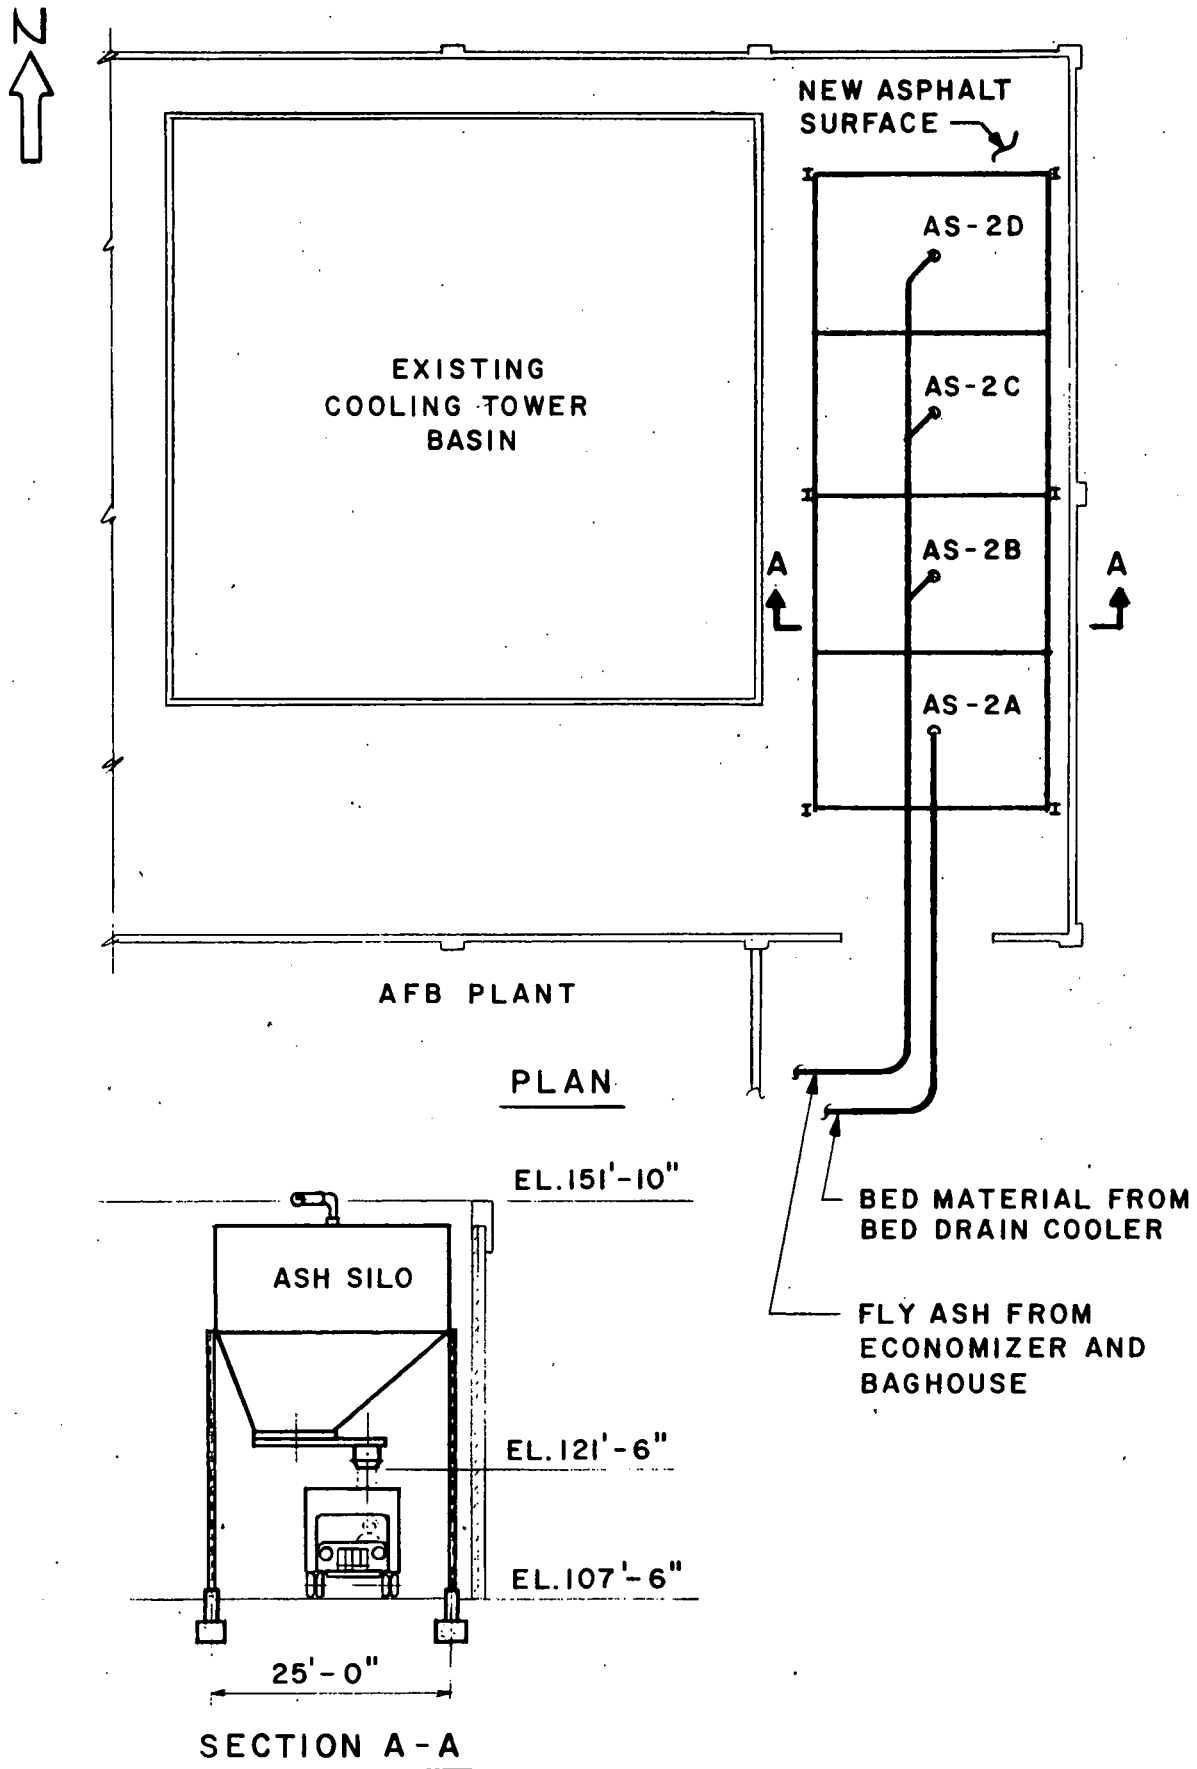 N
NEW ASPHALT
SURFACE
AS-2D
EXISTING
COOLING TOWER
BASIN
AS-2C
AS-2B
A
A
AS-2A
AFB PLANT
PLAN
BED MATERIAL FROM
BED DRAIN COOLER
FLY ASH FROM
ECONOMIZER AND
BAGHOUSE
EL.151'-10"
ASH SILO
EL.121'-6"
EL.107'-6"
25'-0"
SECTION A-A